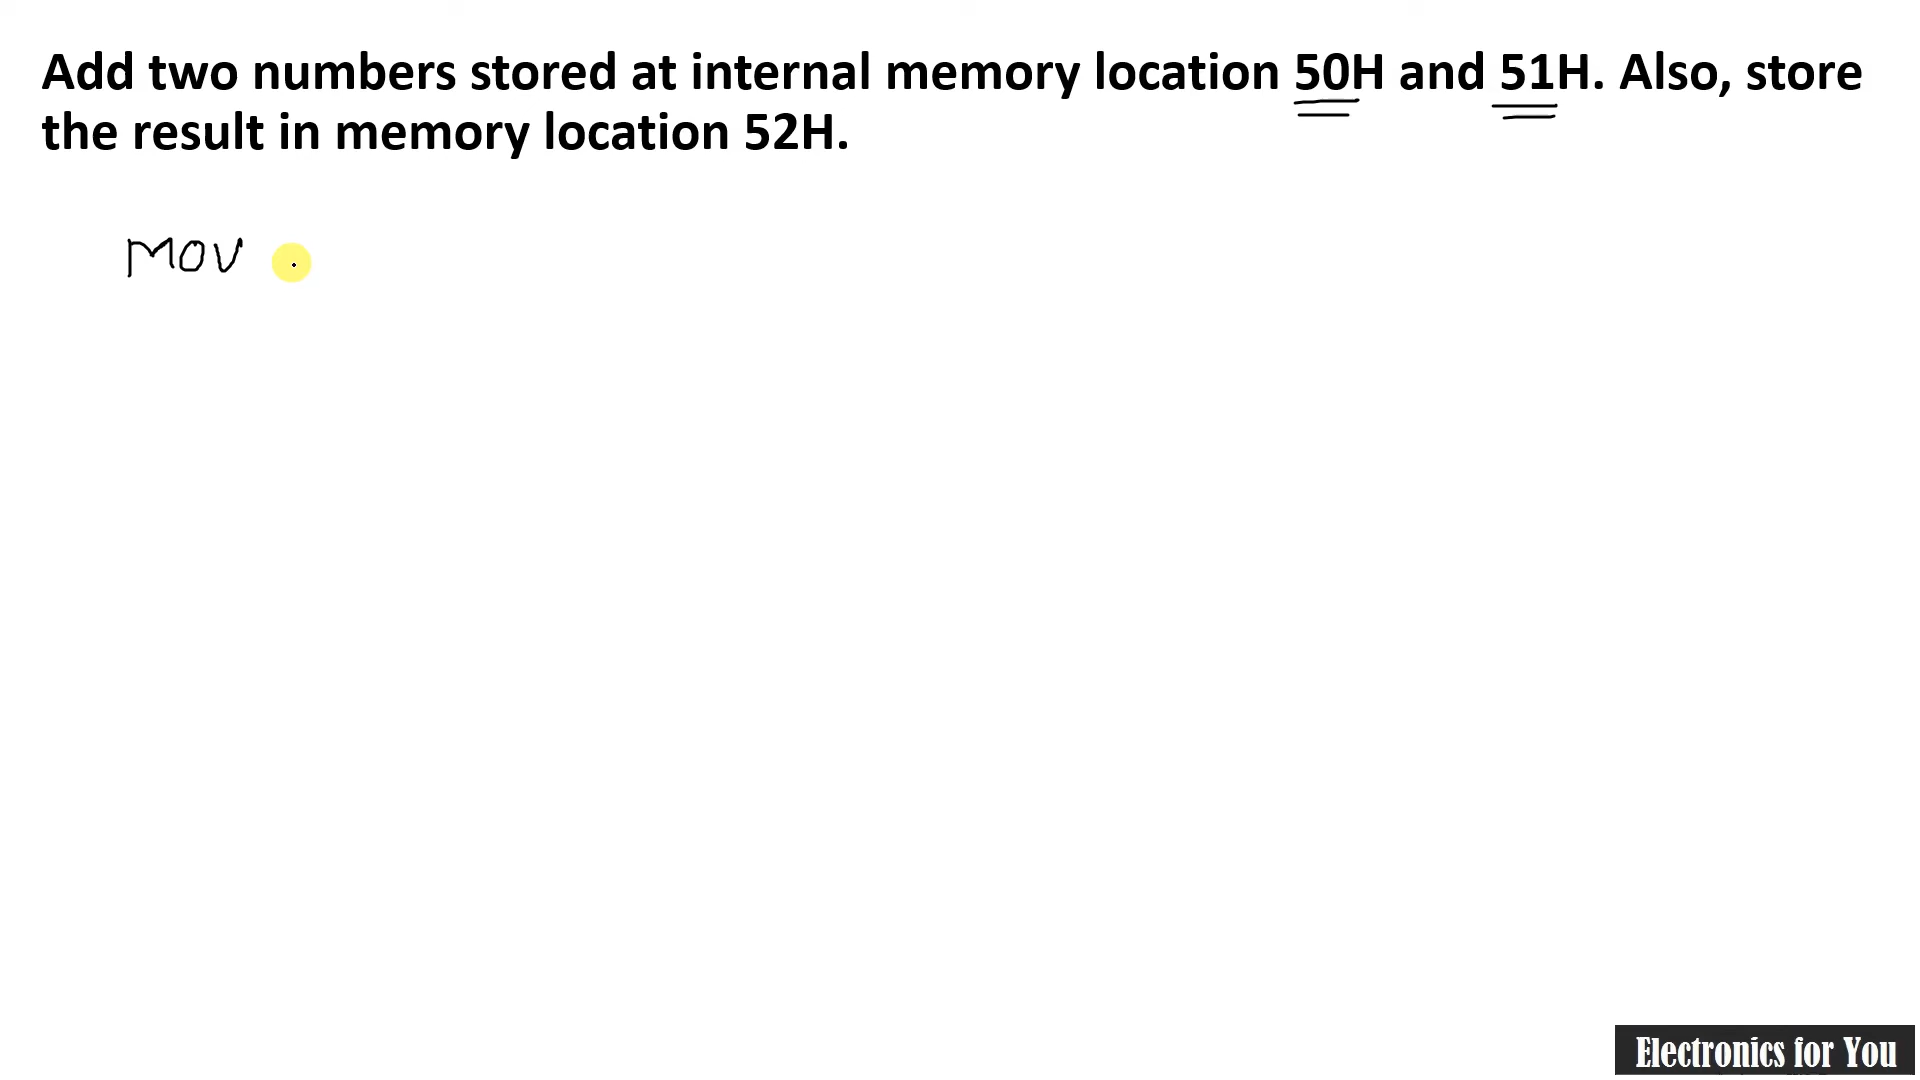 Add two numbers stored at internal memory location 50H and 51H. Also, store
the result in memory location 52H.
MOV
Electronics for You